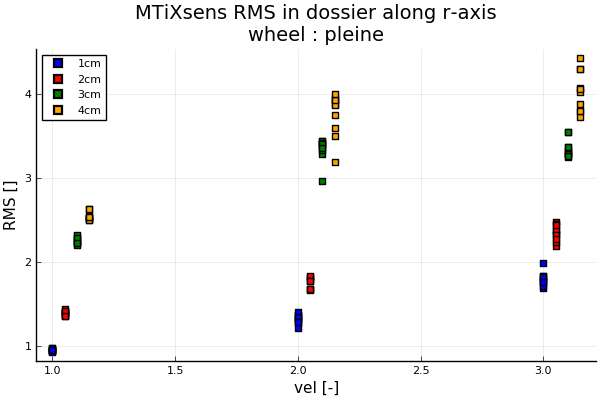 MTiXsens RMS in dossier along r-axis
wheel : pleine
1cm
2cm
3cm
4cm
4
3
2
1
RMS []
1.0 1.5 2.0 2.5 3.0
vel [-]